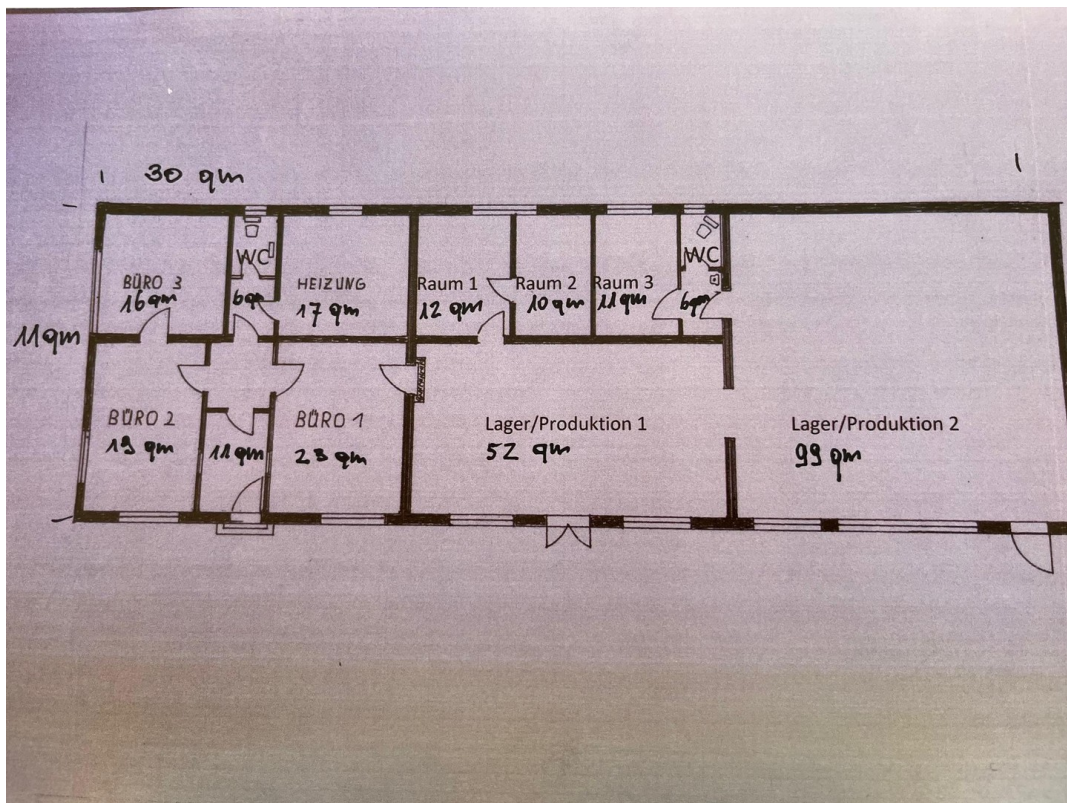 30 qm
11 qm
BÜRO 3
16 qm
WC
6 qm
HEIZUNG
17 qm
Raum 1
12 qm
Raum 2
10 qm
Raum 3
11 qm
WC
6 qm
BÜRO 2
19 qm
11 qm
BÜRO 1
23 qm
Lager/Produktion 1
52 qm
Lager/Produktion 2
99 qm